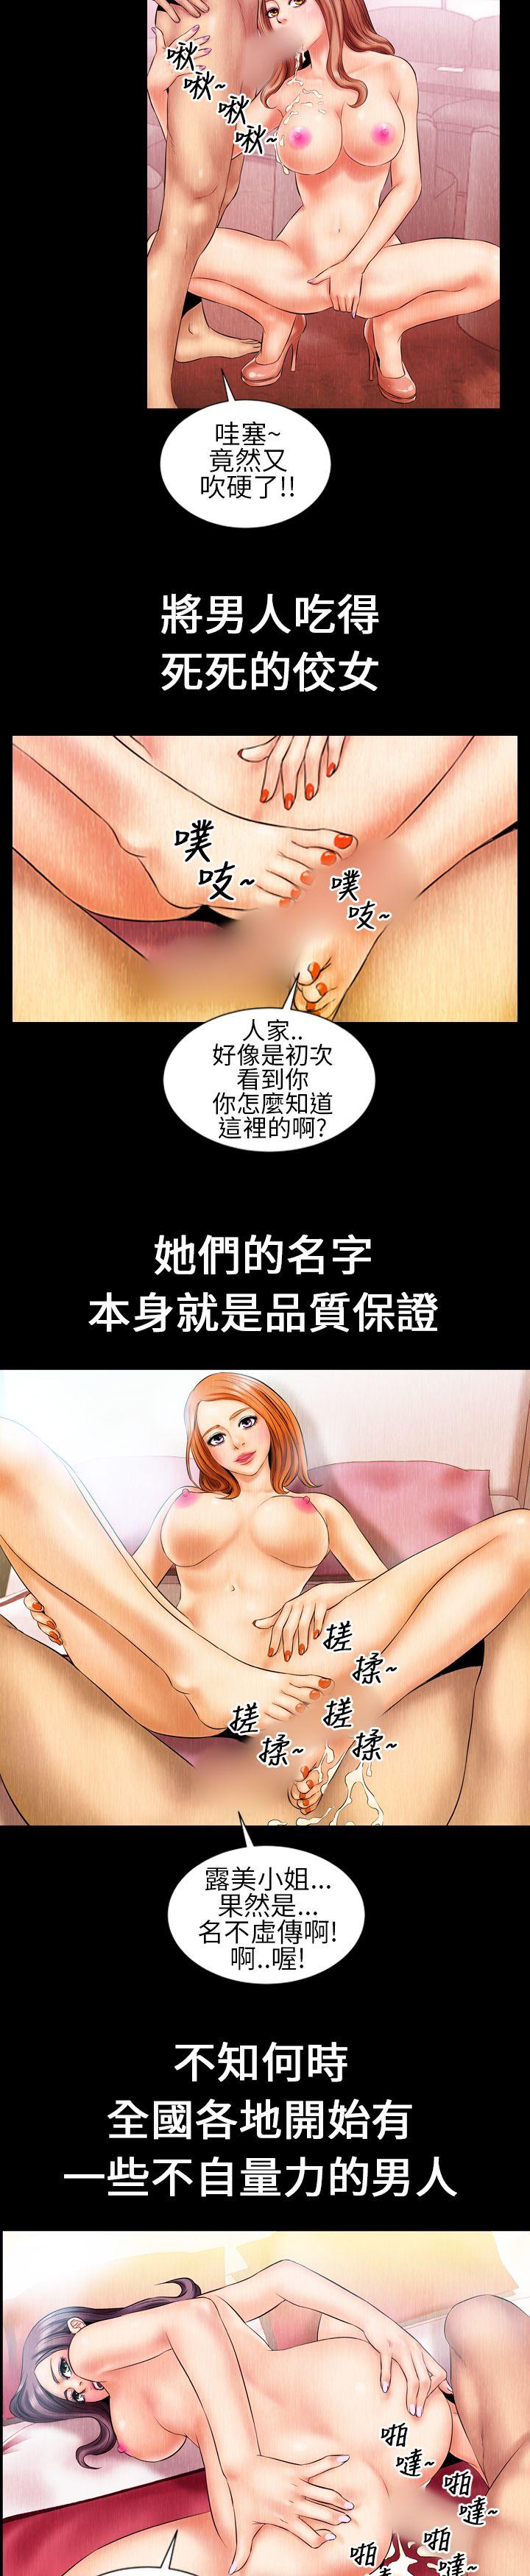 啾
啾~
啾
啾~
哇塞~
竟然又
吹硬了!!
將男人吃得
死死的佼女
噗
吱~
噗
吱~
人家..
好像是初次
看到你
你怎麼知道
這裡的啊?
她們的名字
本身就是品質保證
搓
揉~
搓
揉~
搓
揉~
露美小姐...
果然是...
名不虛傳啊!
啊..喔!
不知何時
全國各地開始有
一些不自量力的男人
啪
噠~
啪
噠~
啪
噠~
啪
噠~